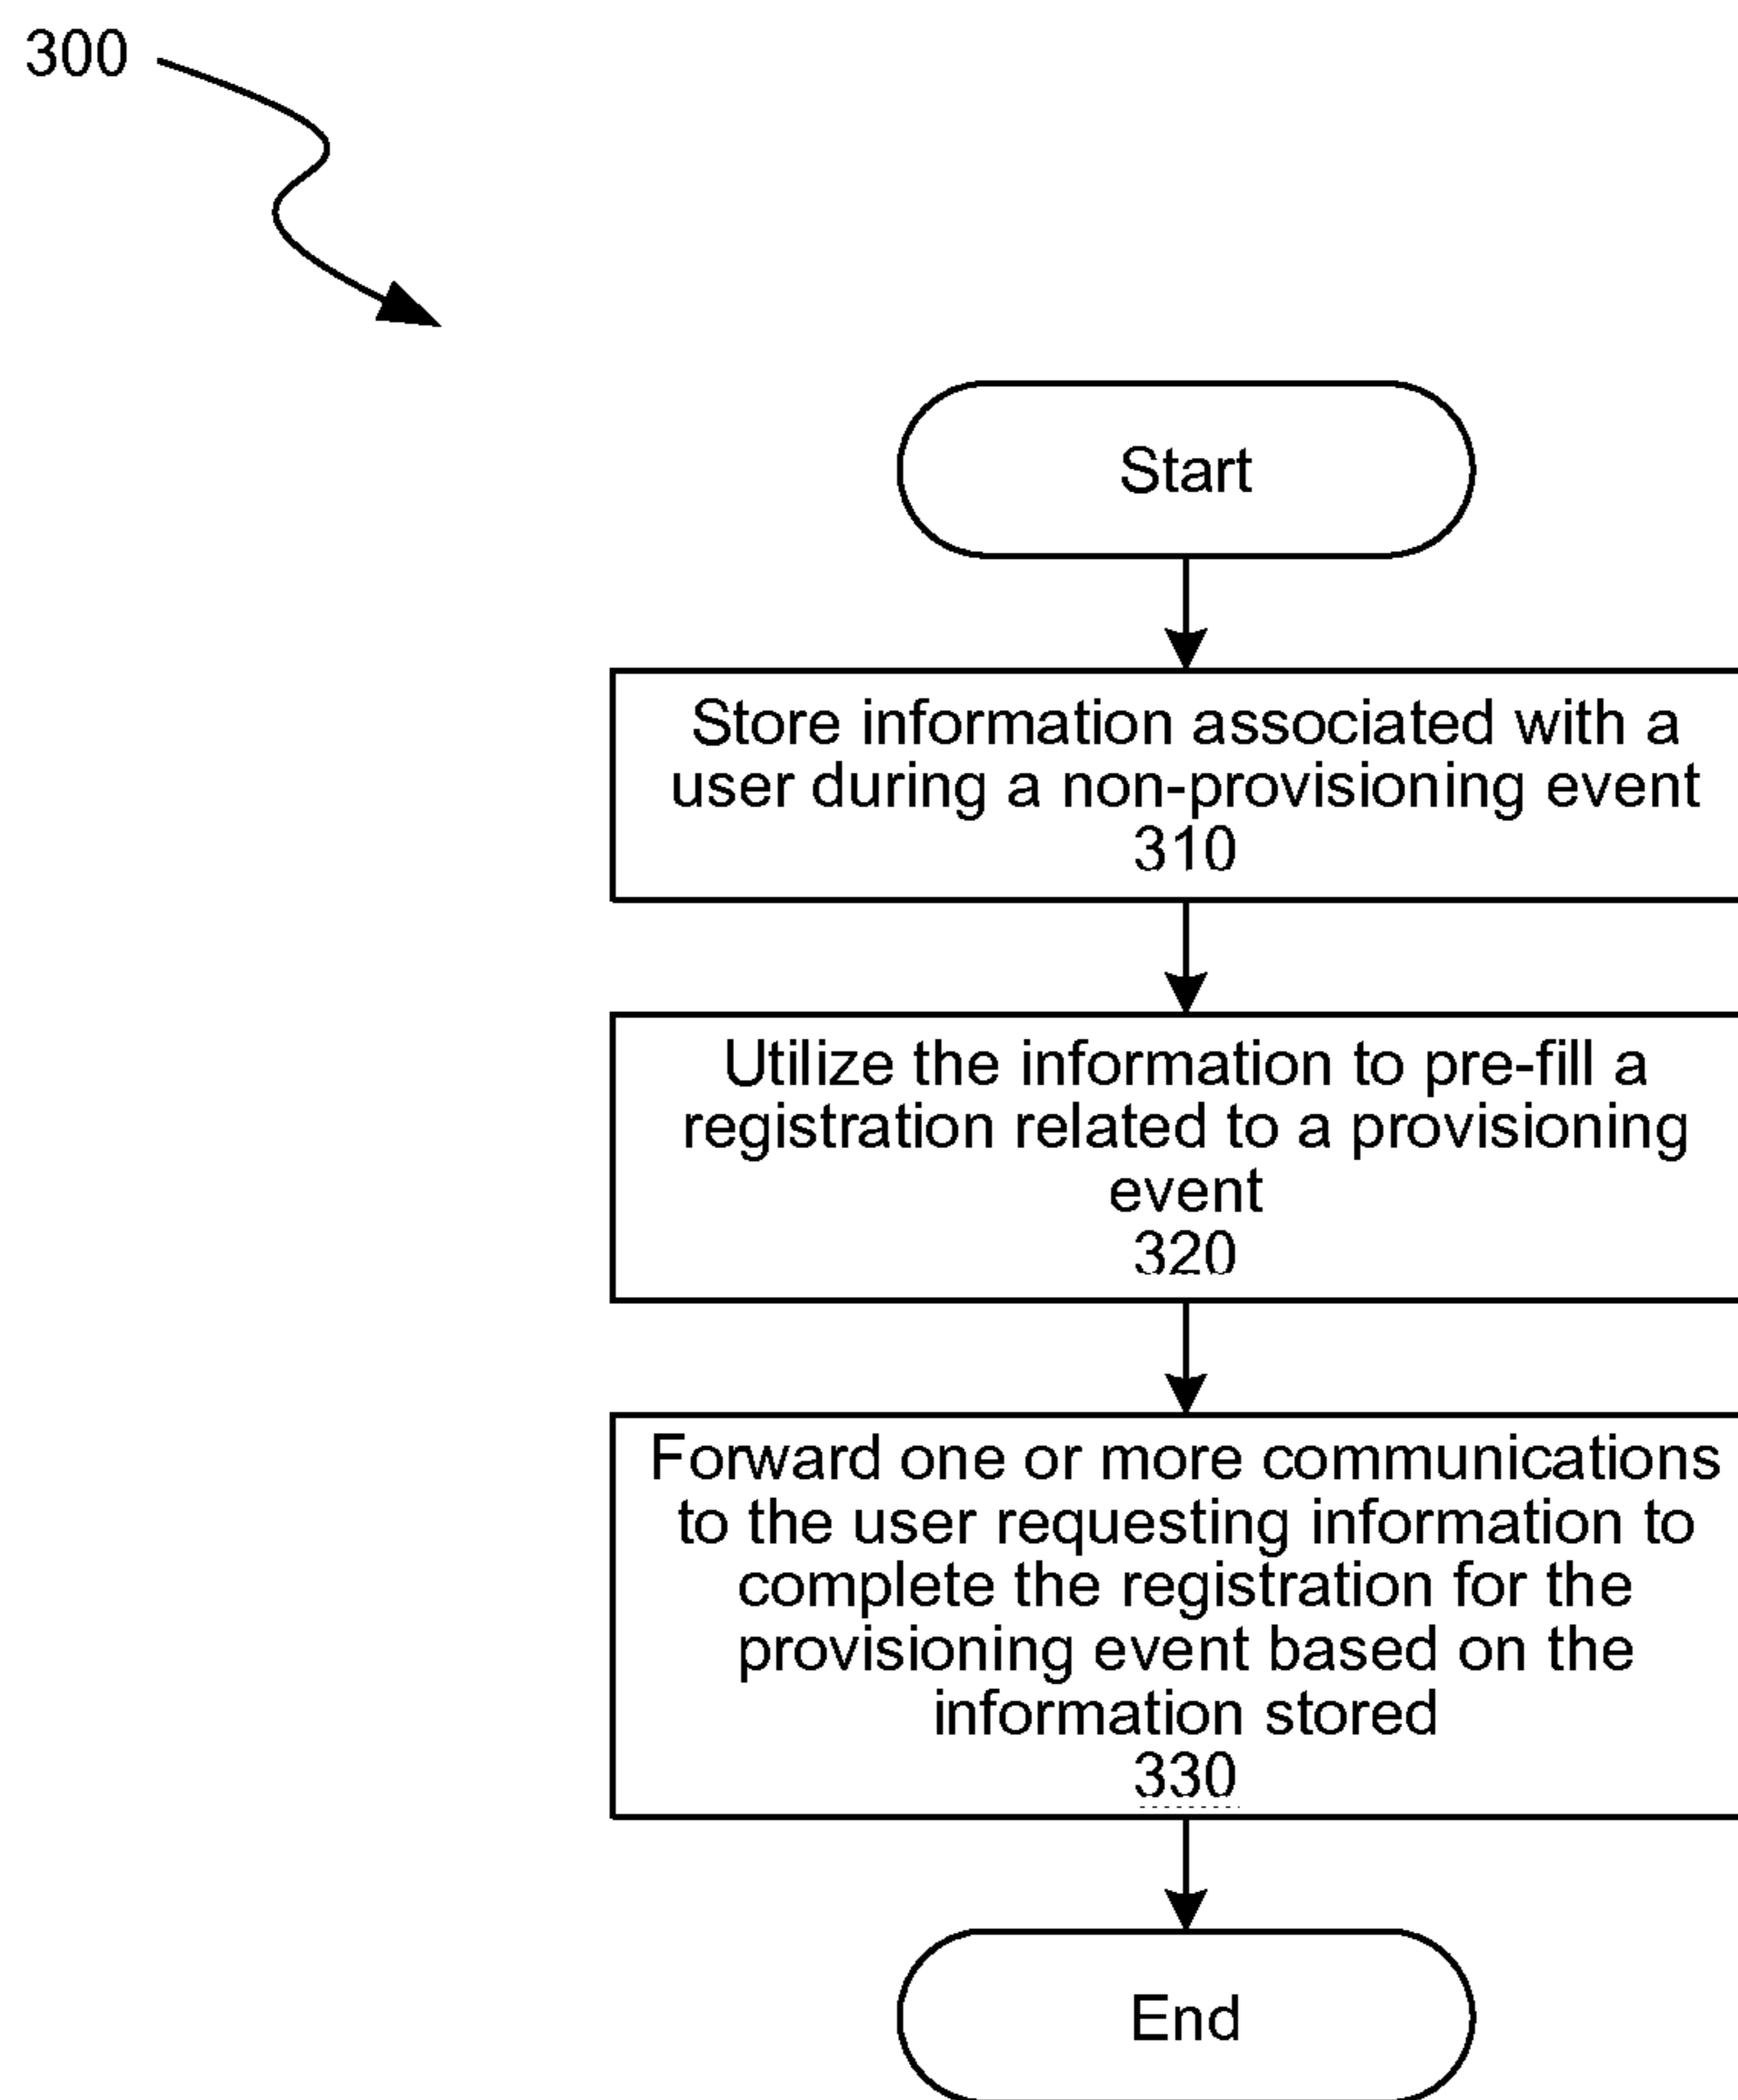 300
Start
Store information associated with a
user during a non-provisioning event
310
Utilize the information to pre-fill a
registration related to a provisioning
event
320
Forward one or more communications
to the user requesting information to
complete the registration for the
provisioning event based on the
information stored
330
End